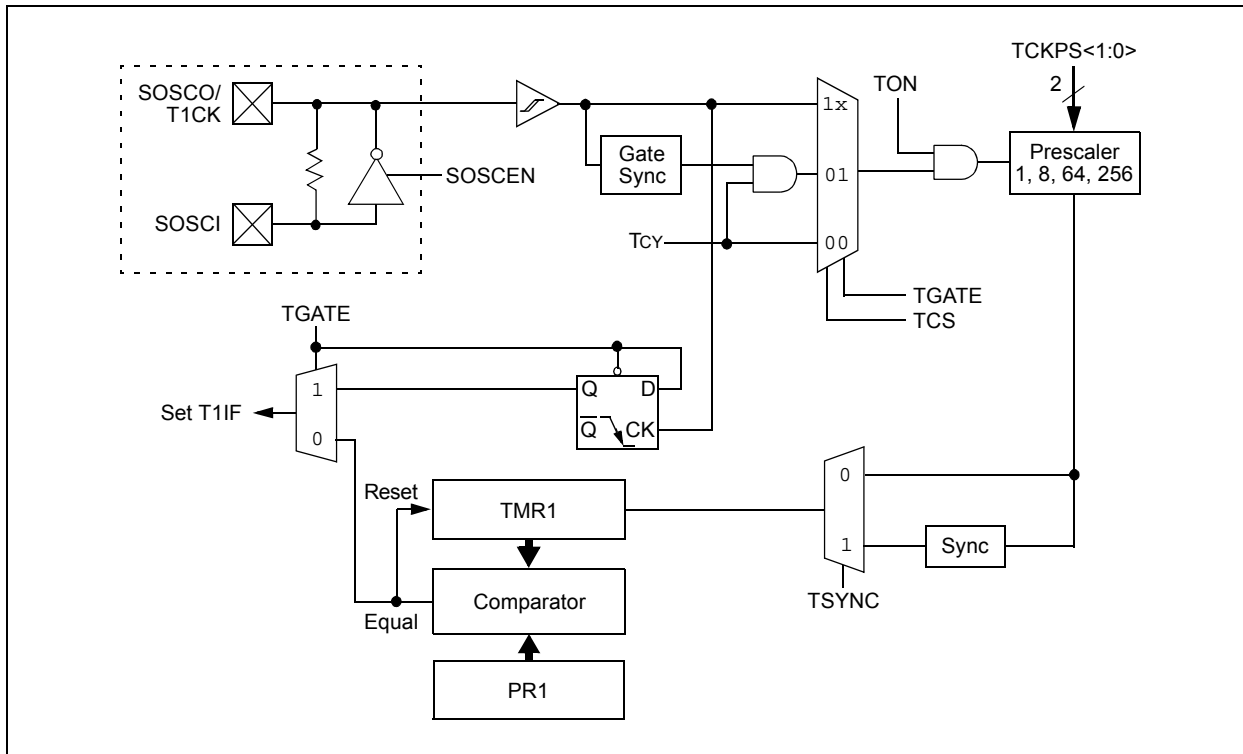 TCKPS<1:0>
2
SOSCO/
T1CK
TON
1x
Gate
Sync
Prescaler
1, 8, 64, 256
SOSCEN
01
SOSCI
TCY
00
TGATE
TCS
TGATE
1
Q
D
Set T1IF
Q
CK
0
0
Reset
TMR1
1
Sync
TSYNC
Comparator
Equal
PR1